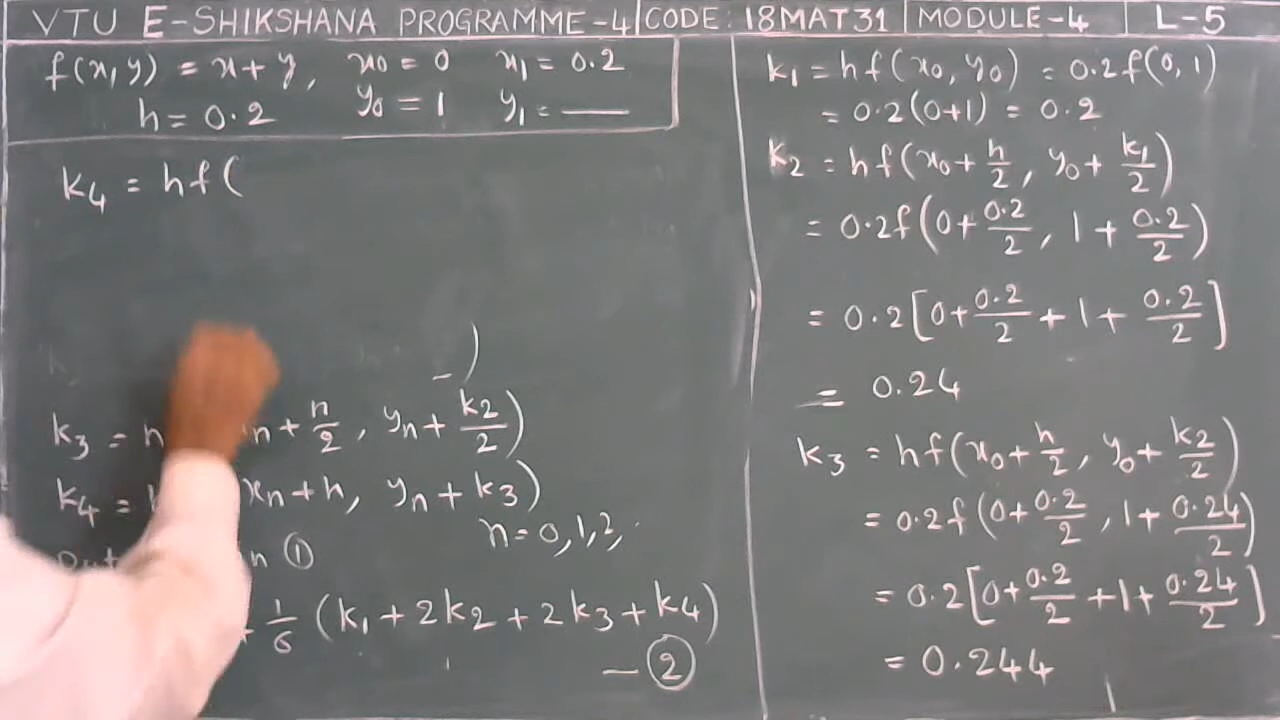 VTU E-SHIKSHANA PROGRAMME-4 CODE: 18MAT31 MODULE-4 L-5
f(x,y) = x+y, x0 = 0 x1 = 0.2
h = 0.2 y0 = 1 y1 = __
k4 = hf(
_)
k3 = h n + h/2, yn + k2/2)
k4 = xn+h, yn + k3)
n=0,1,2,.
n ①
1/6 (k1 + 2k2 + 2k3 + k4)
— ②
k1 = hf(x0, y0) = 0.2f(0,1)
= 0.2(0+1) = 0.2
k2 = hf(x0 + h/2, y0 + k1/2)
= 0.2f(0+0.2/2, 1+0.2/2)
= 0.2[0+0.2/2 + 1 + 0.2/2]
= 0.24
k3 = hf(x0+h/2, y0+k2/2)
= 0.2f(0+0.2/2, 1+0.24/2)
= 0.2[0+0.2/2 +1+0.24/2]
= 0.244